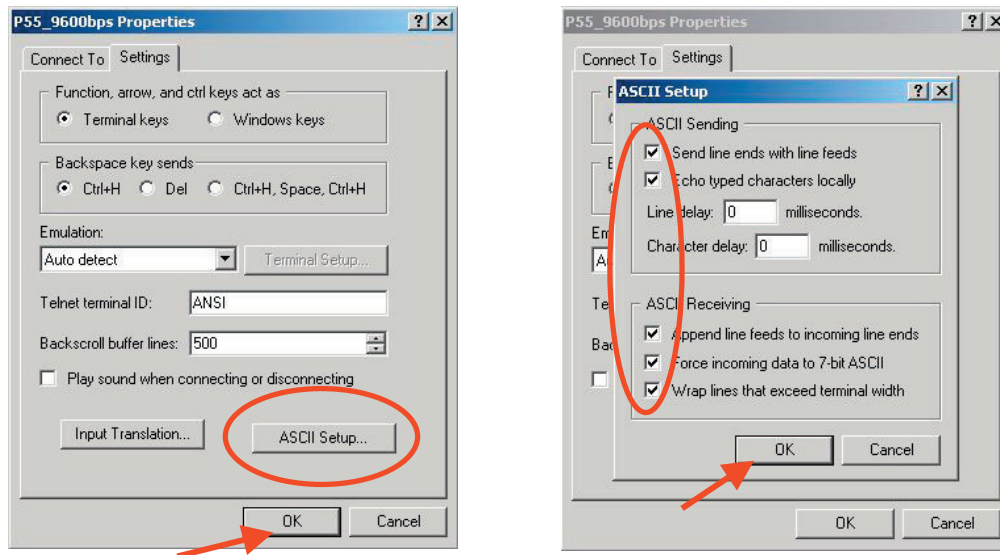 P55_9600bps Properties
Connect To Settings
Function, arrow, and ctrl keys act as
Terminal keys Windows keys
Backspace key sends
Ctrl+H Del Ctrl+H, Space, Ctrl+H
Emulation:
Auto detect Terminal Setup...
Telnet terminal ID: ANSI
Backscroll buffer lines: 500
Play sound when connecting or disconnecting
Input Translation... ASCII Setup...
OK Cancel
P55_9600bps Properties
Connect To Settings
ASCII Setup
ASCII Sending
Send line ends with line feeds
Echo typed characters locally
Line delay: 0 milliseconds.
Character delay: 0 milliseconds.
ASCII Receiving
Append line feeds to incoming line ends
Force incoming data to 7-bit ASCII
Wrap lines that exceed terminal width
OK Cancel
Em
Te
Bac
OK Cancel